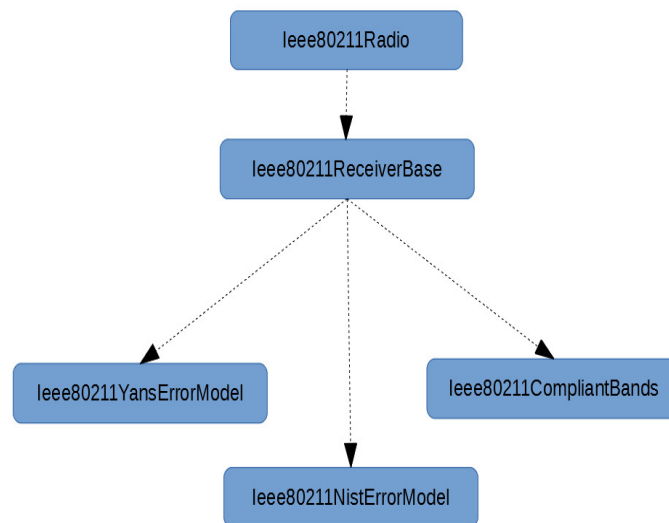 Ieee80211Radio
Ieee80211ReceiverBase
Ieee80211YansErrorModel
Ieee80211CompliantBands
Ieee80211NistErrorModel